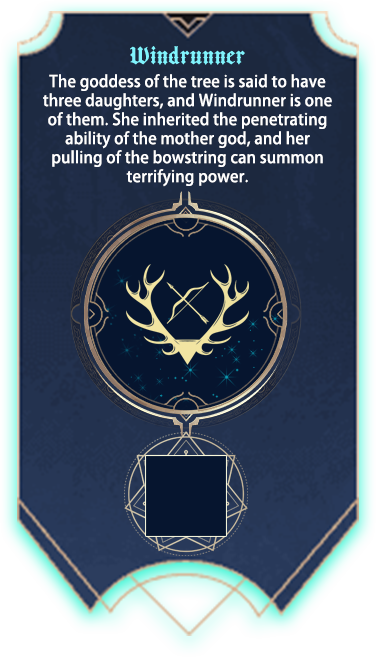 Windrunner
The goddess of the tree is said to have
three daughters, and Windrunner is one
of them. She inherited the penetrating
ability of the mother god, and her
pulling of the bowstring can summon
terrifying power.